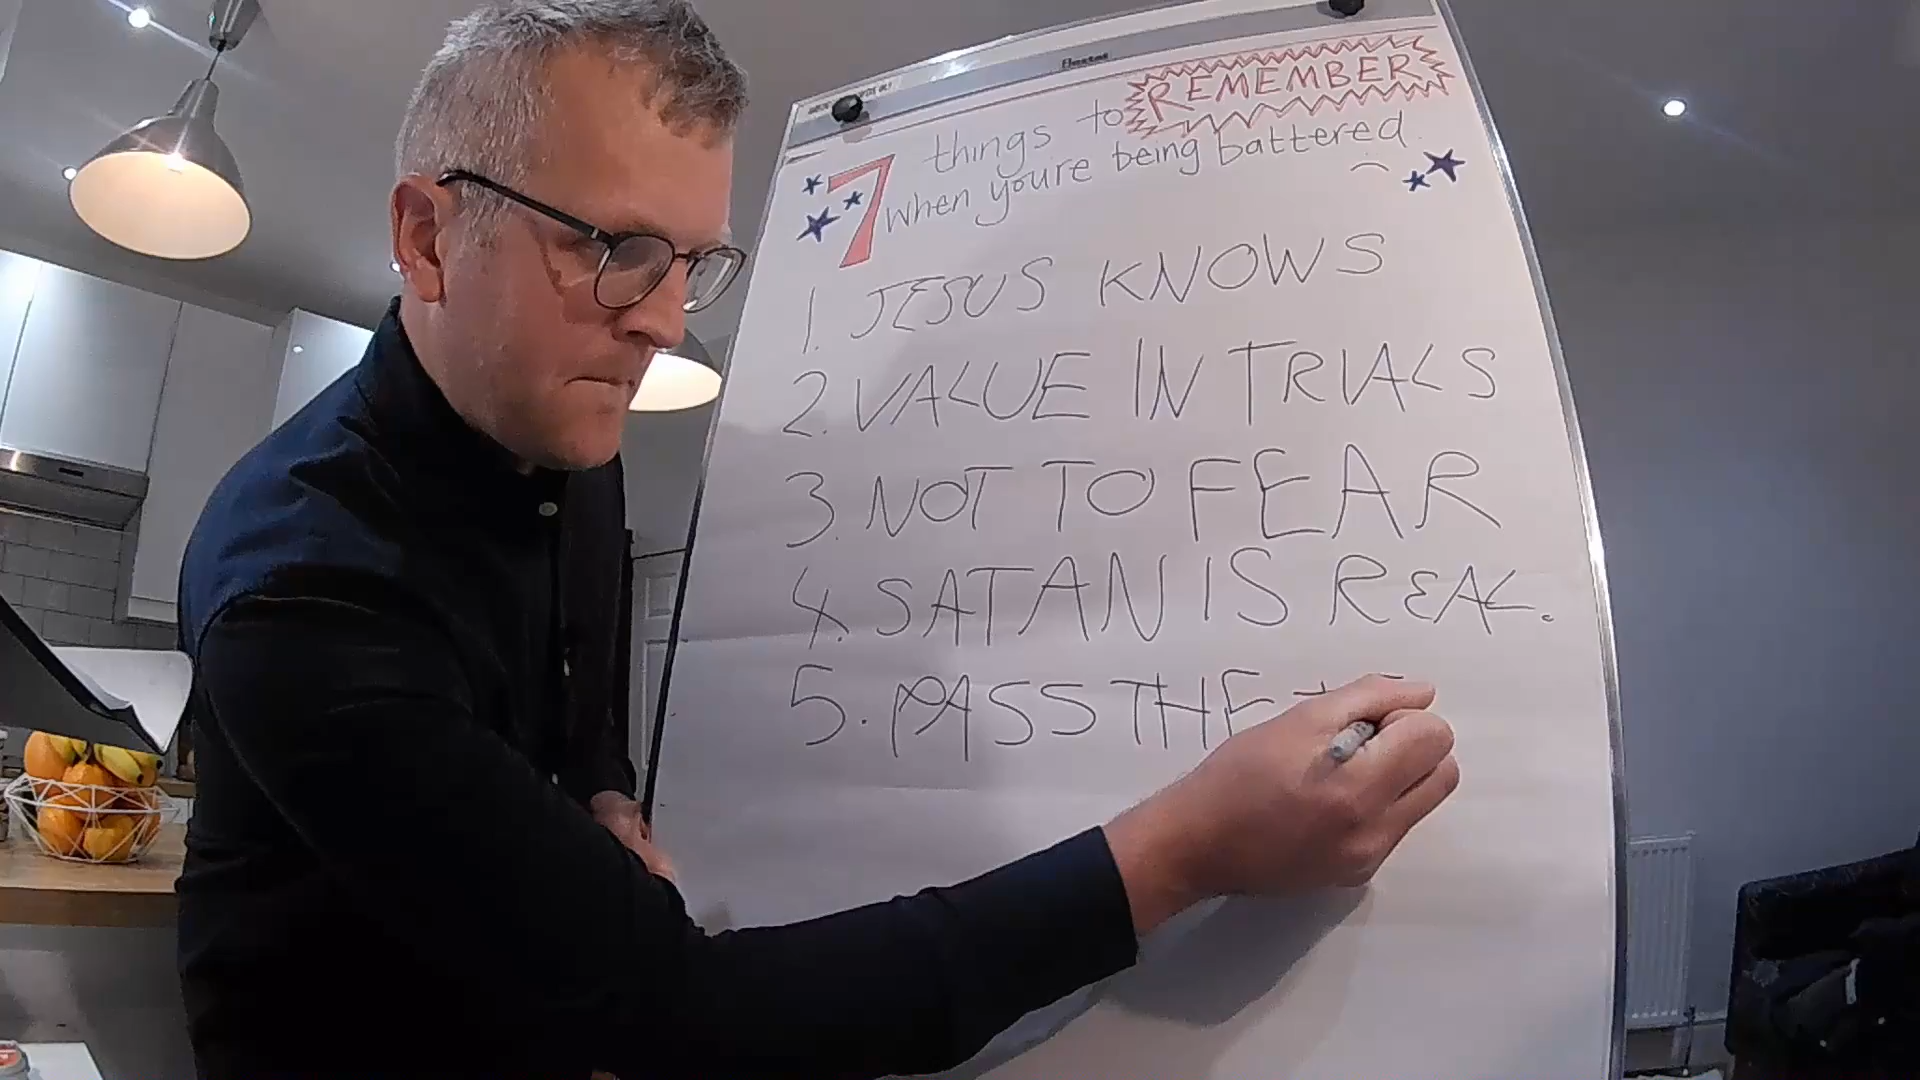 things to REMEMBER
7 when you're being battered.
1. JESUS KNOWS
2. VALUE IN TRIALS
3. NOT TO FEAR
4. SATAN IS REAL.
5. PASS THE